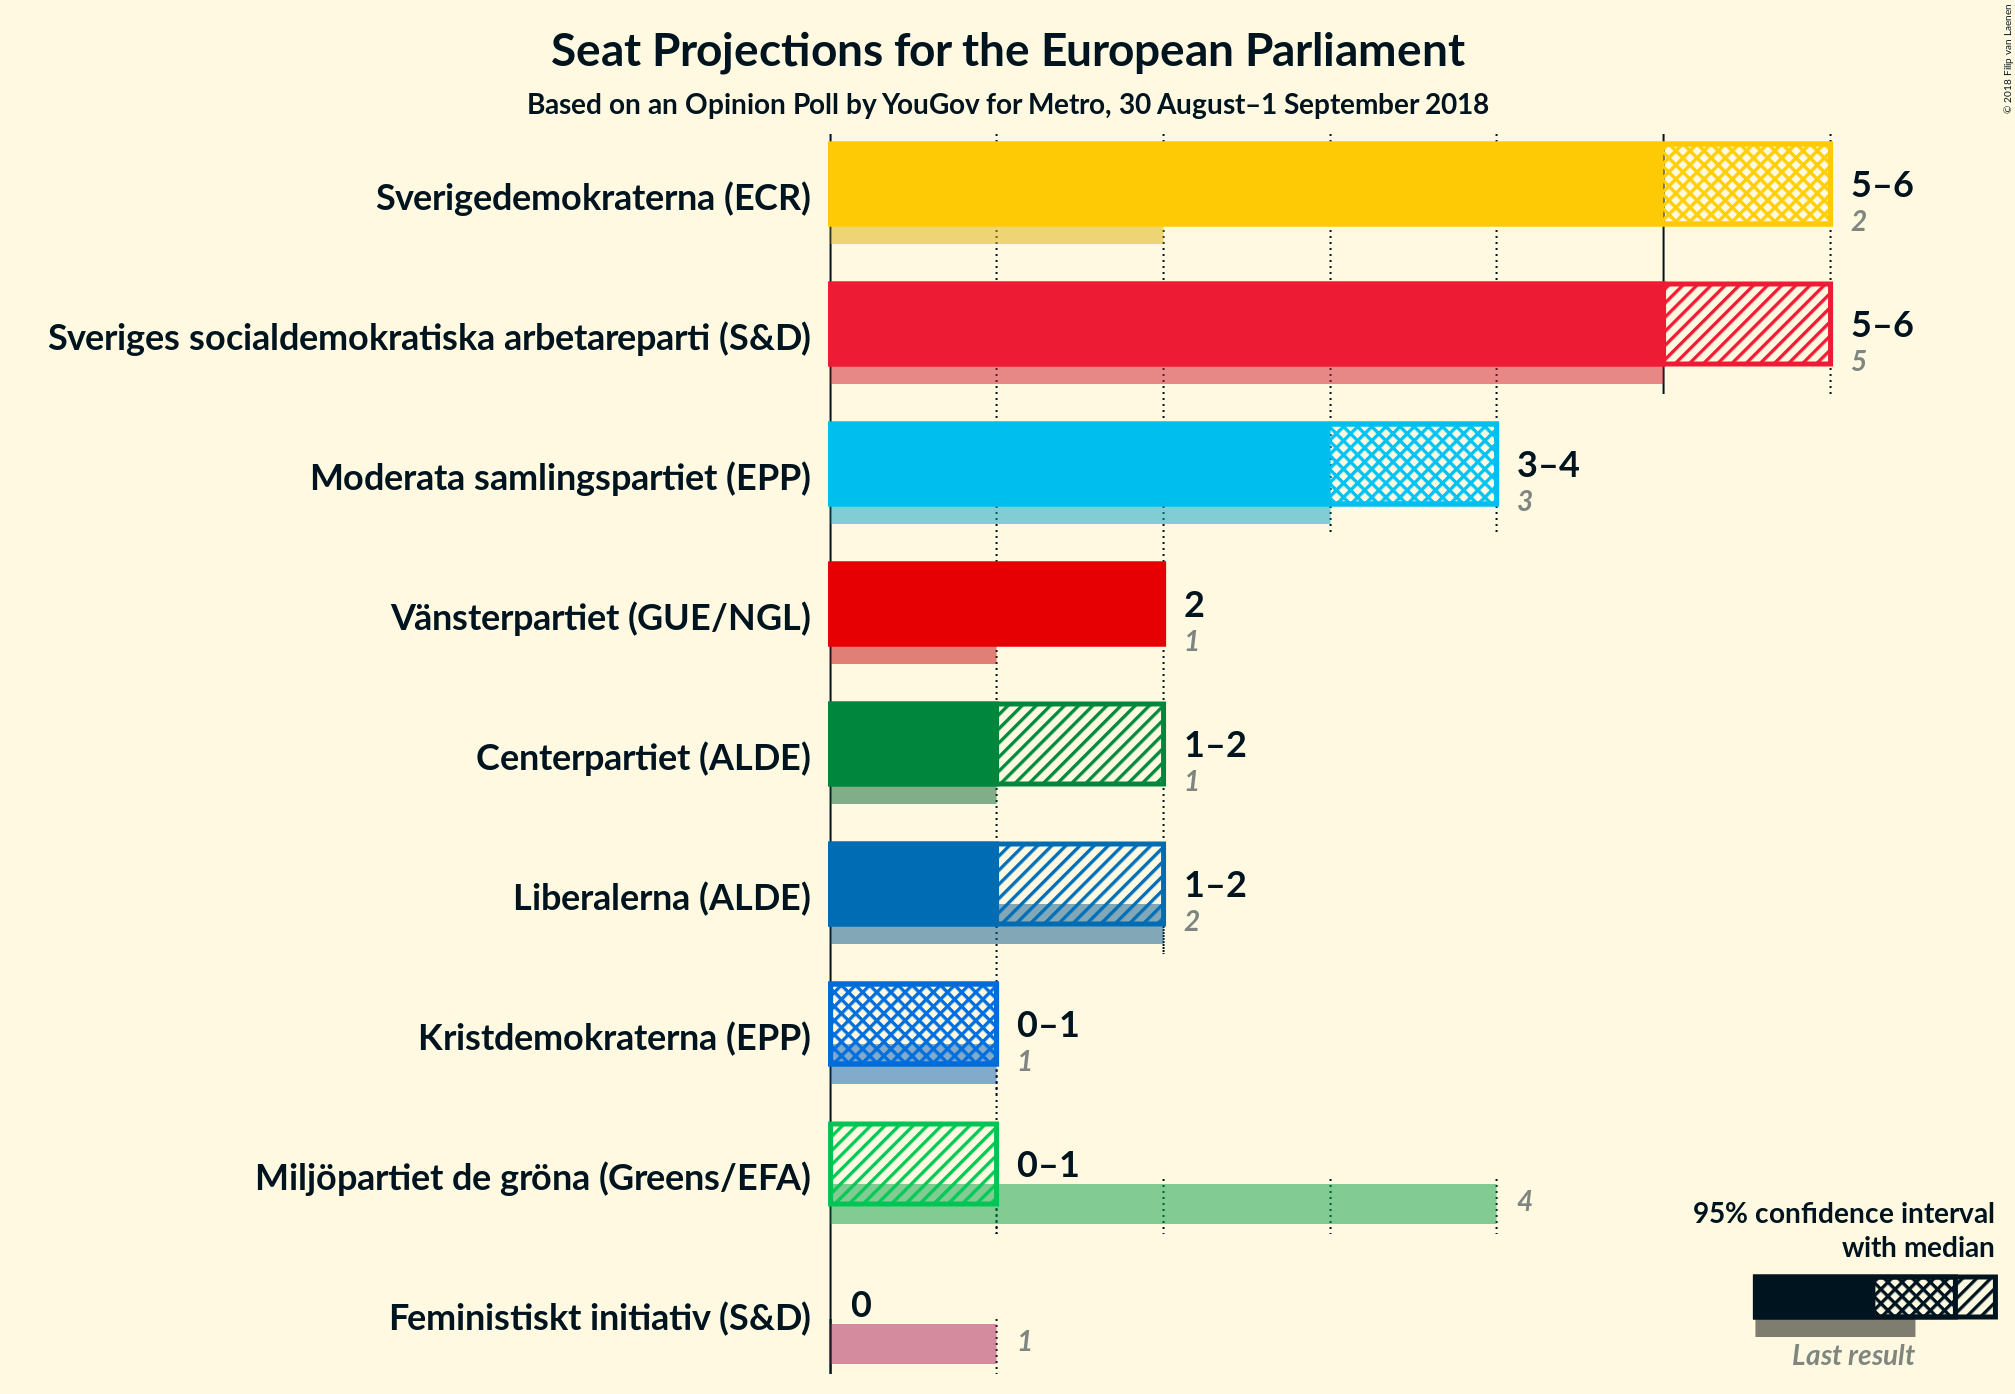 Seat Projections for the European Parliament
Based on an Opinion Poll by YouGov for Metro, 30 August–1 September 2018
© 2018 Filip van Laenen
Sverigedemokraterna (ECR)
5–6
2
Sveriges socialdemokratiska arbetareparti (S&D)
5–6
5
Moderata samlingspartiet (EPP)
3–4
3
Vänsterpartiet (GUE/NGL)
2
1
Centerpartiet (ALDE)
1–2
1
Liberalerna (ALDE)
1–2
2
Kristdemokraterna (EPP)
0–1
1
Miljöpartiet de gröna (Greens/EFA)
0–1
4
Feministiskt initiativ (S&D)
0
1
95% confidence interval
with median
Last result